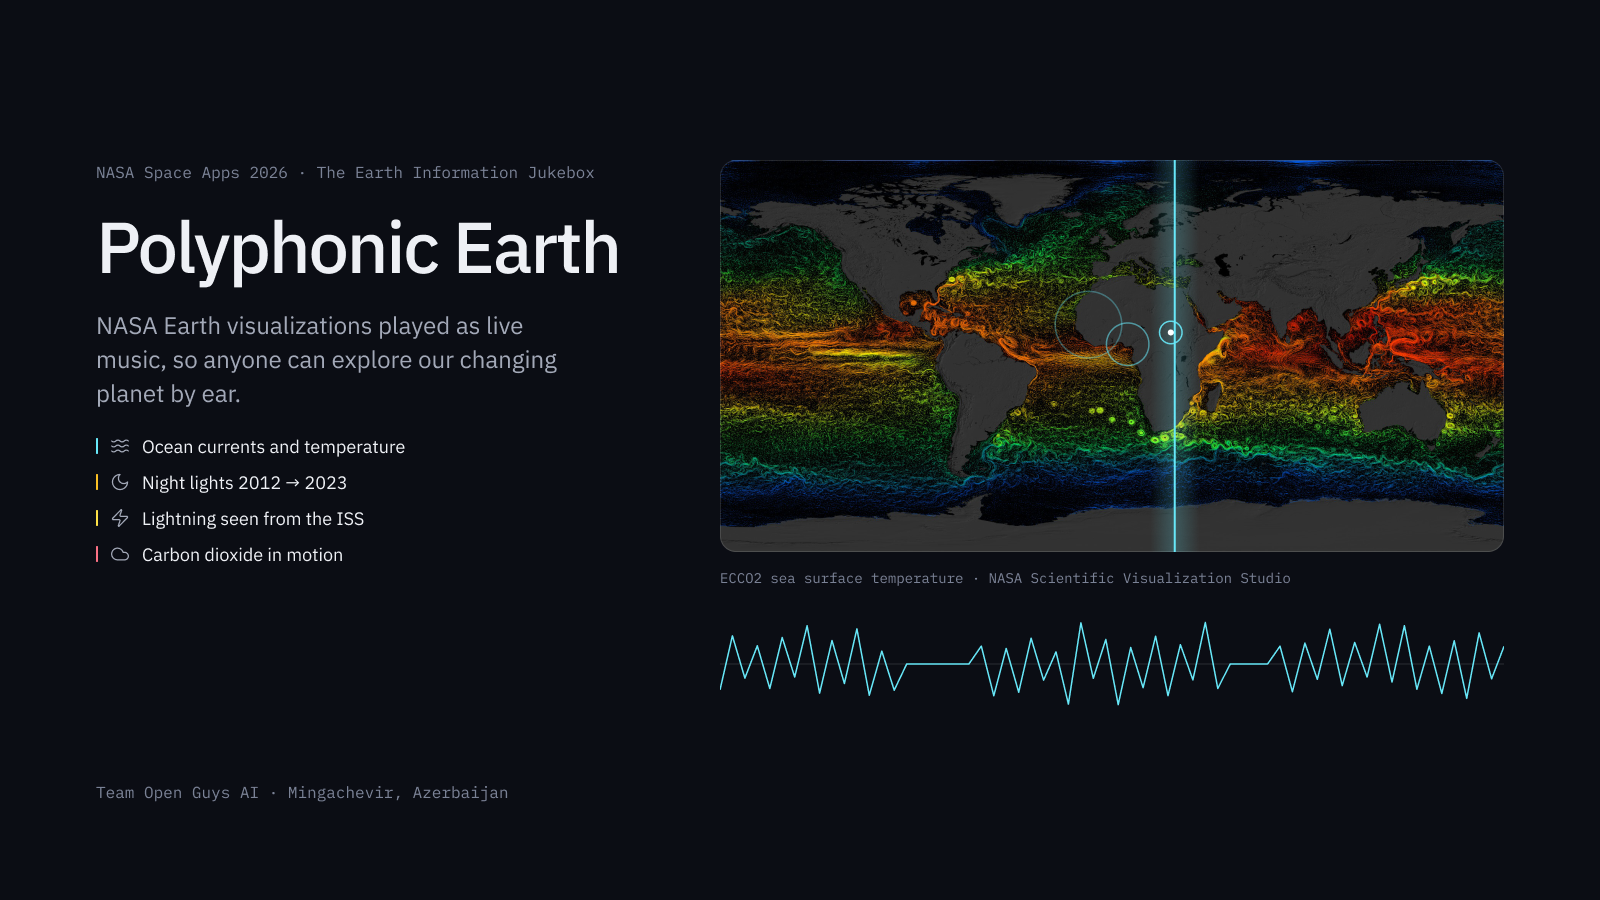 NASA Space Apps 2026 · The Earth Information Jukebox
Polyphonic Earth
NASA Earth visualizations played as live
music, so anyone can explore our changing
planet by ear.
Ocean currents and temperature
Night lights 2012 → 2023
Lightning seen from the ISS
Carbon dioxide in motion
ECCO2 sea surface temperature · NASA Scientific Visualization Studio
Team Open Guys AI · Mingachevir, Azerbaijan